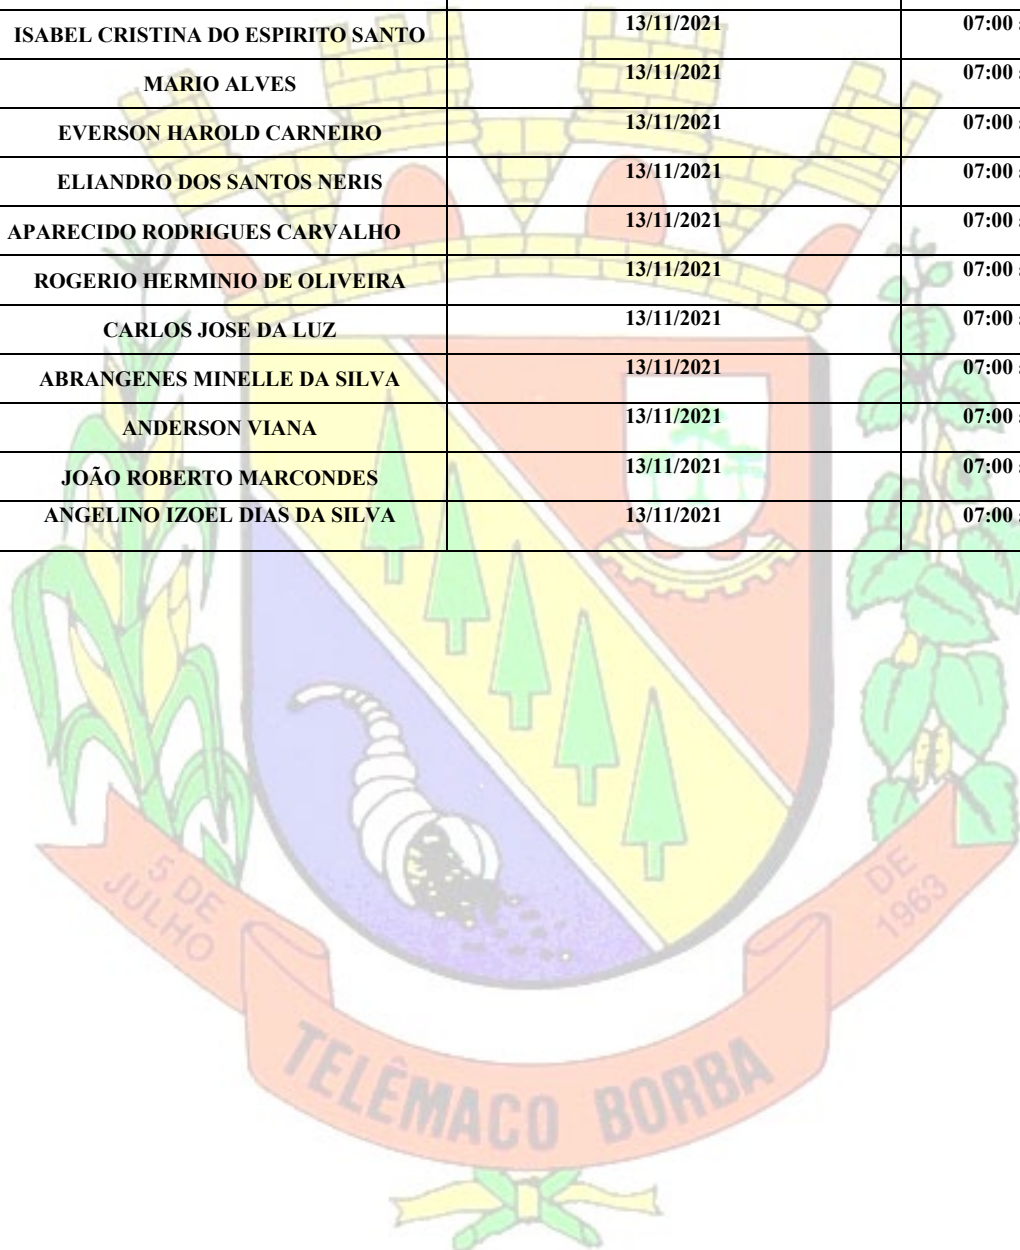 ISABEL CRISTINA DO ESPIRITO SANTO 13/11/2021 07:00
MARIO ALVES 13/11/2021 07:00
EVERSON HAROLD CARNEIRO 13/11/2021 07:00
ELIANDRO DOS SANTOS NERIS 13/11/2021 07:00
APARECIDO RODRIGUES CARVALHO 13/11/2021 07:00
ROGERIO HERMINIO DE OLIVEIRA 13/11/2021 07:00
CARLOS JOSE DA LUZ 13/11/2021 07:00
ABRANGENES MINELLE DA SILVA 13/11/2021 07:00
ANDERSON VIANA 13/11/2021 07:00
JOÃO ROBERTO MARCONDES 13/11/2021 07:00
ANGELINO IZOEL DIAS DA SILVA 13/11/2021 07:00
5 DE
JULHO
DE
1963
TELÊMACO BORBA